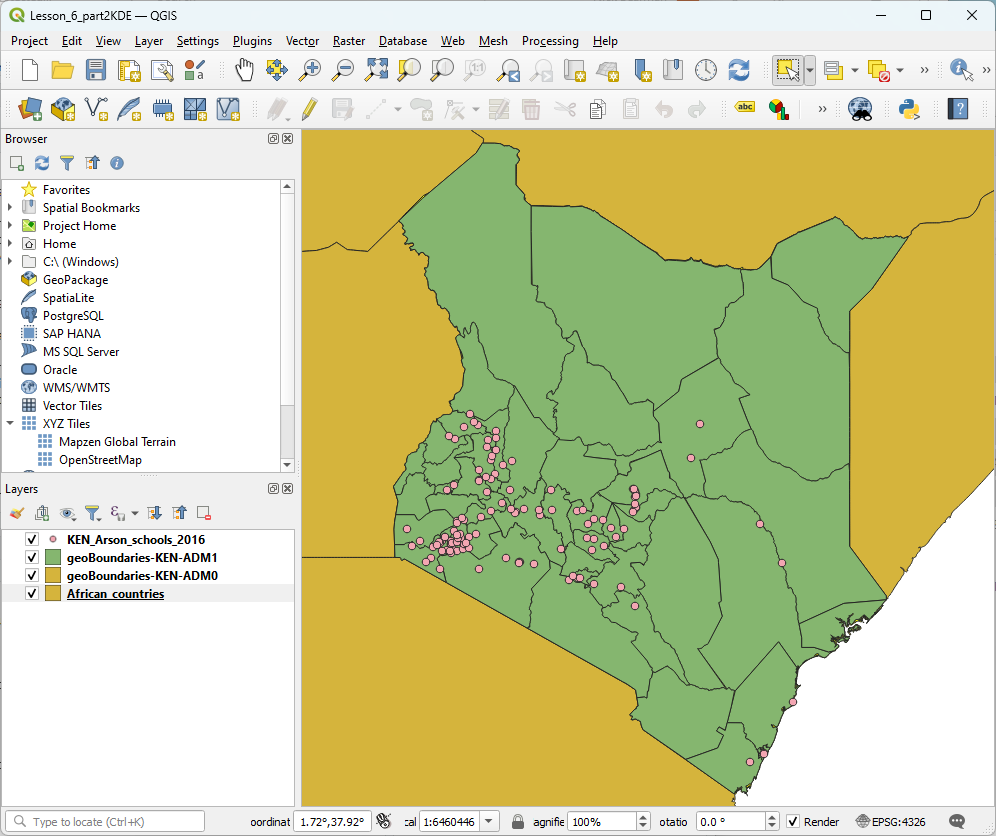 Lesson_6_part2KDE — QGIS
Project Edit View Layer Settings Plugins Vector Raster Database Web Mesh Processing Help
1:1
a
abc
?
Browser
Favorites
Spatial Bookmarks
Project Home
Home
C:\ (Windows)
GeoPackage
SpatiaLite
PostgreSQL
SAP HANA
MS SQL Server
Oracle
WMS/WMTS
Vector Tiles
XYZ Tiles
Mapzen Global Terrain
OpenStreetMap
Layers
KEN_Arson_schools_2016
geoBoundaries-KEN-ADM1
geoBoundaries-KEN-ADM0
African_countries
Type to locate (Ctrl+K) oordinat 1.72°,37.92° cal 1:6460446 agnifie 100% otatio 0.0 ° Render EPSG:4326